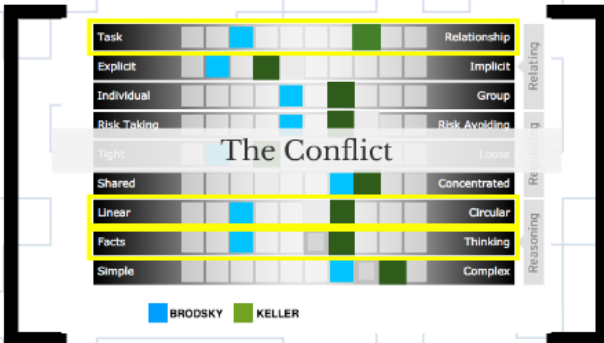 Task Relationship
Explicit Implicit
Individual Group
Risk Taking Risk Avoiding
The Conflict
Tight Loose
Shared Concentrated
Linear Circular
Facts Thinking
Simple Complex
Relating
Reasoning
BRODSKY KELLER